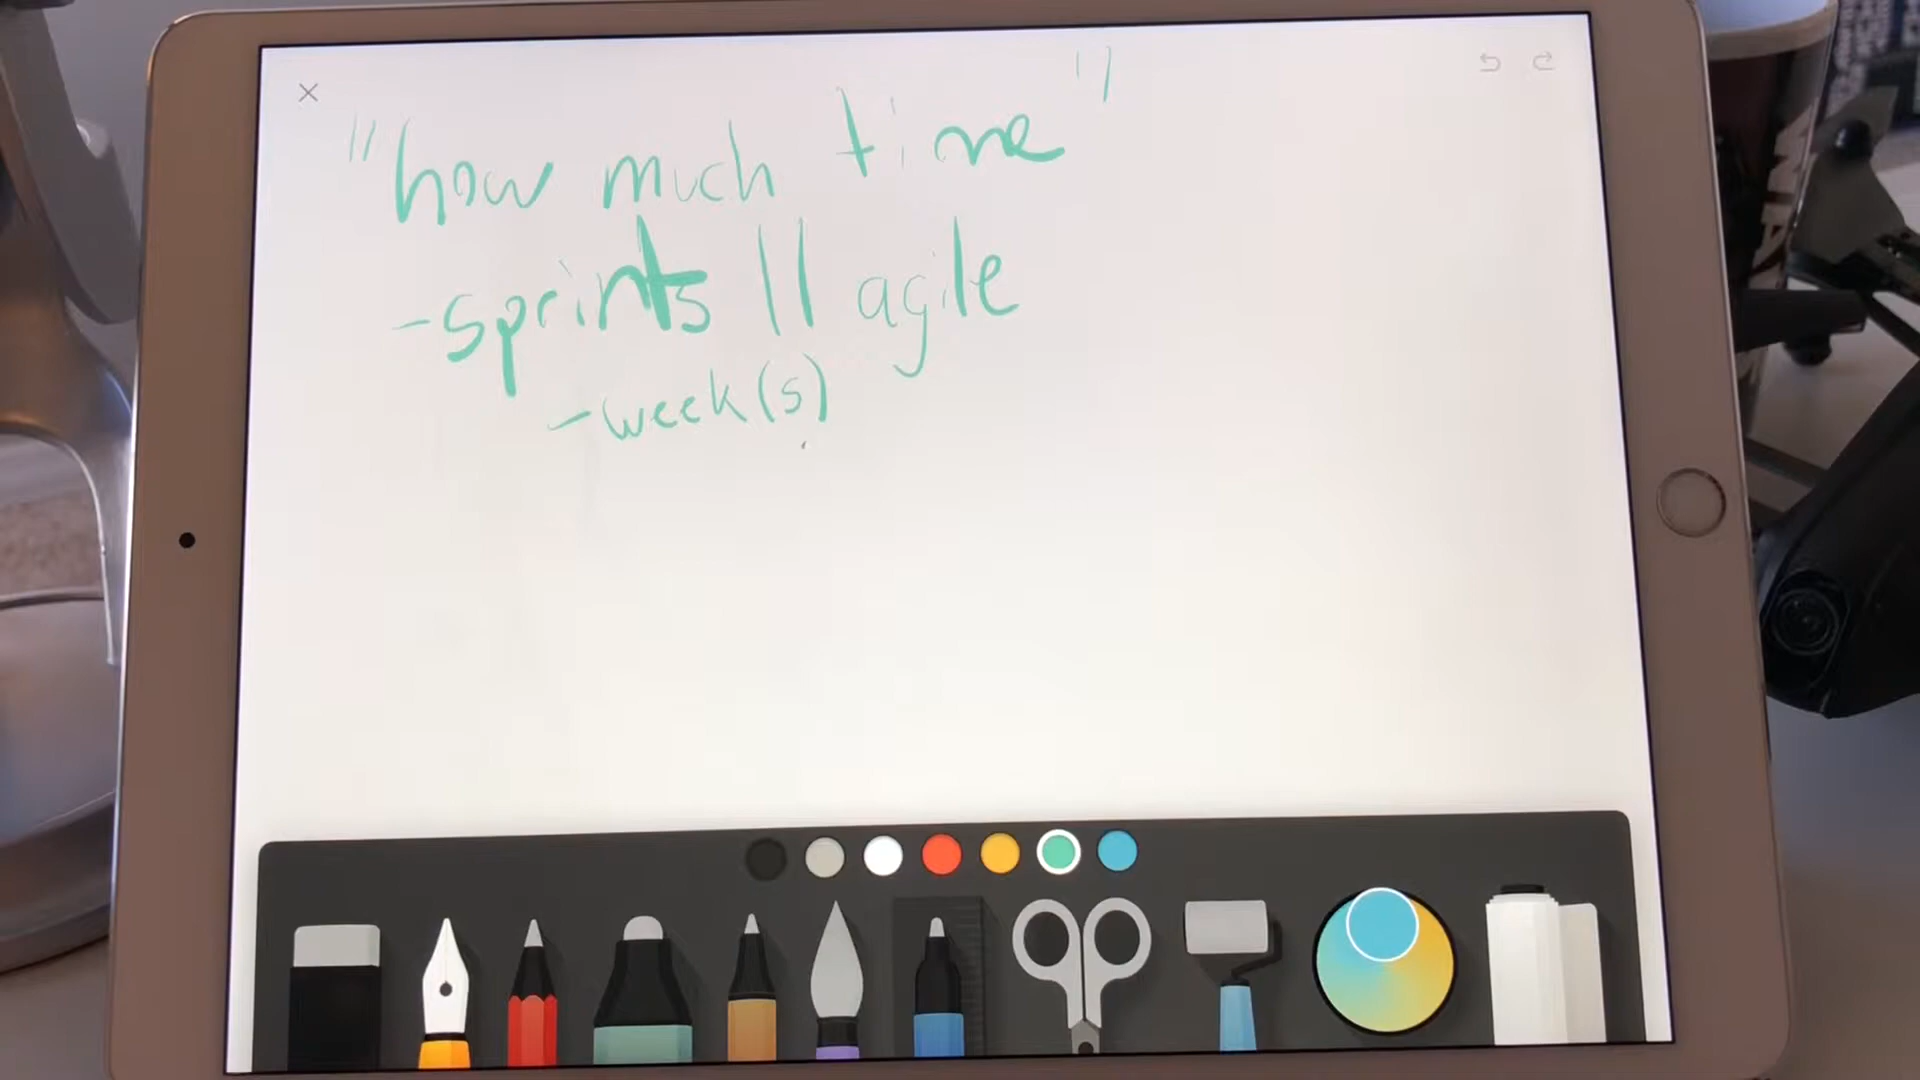 "how much time"
-sprints || agile
-week(s)